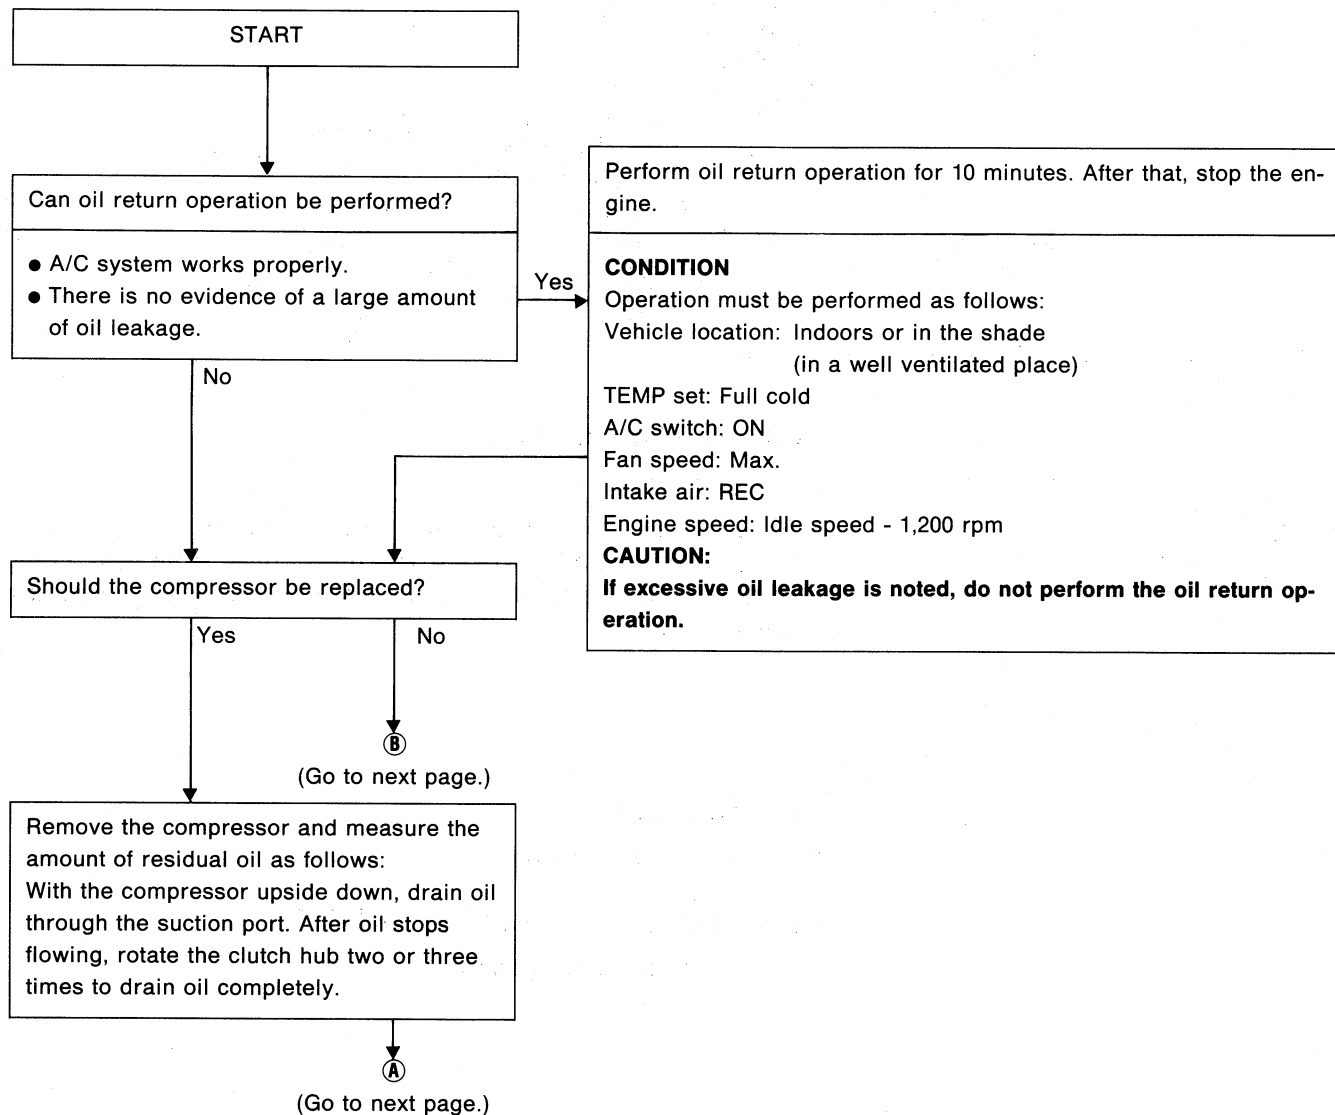 START
Can oil return operation be performed?
● A/C system works properly.
● There is no evidence of a large amount
of oil leakage.
Yes
No
Perform oil return operation for 10 minutes. After that, stop the en-
gine.
CONDITION
Operation must be performed as follows:
Vehicle location: Indoors or in the shade
(in a well ventilated place)
TEMP set: Full cold
A/C switch: ON
Fan speed: Max.
Intake air: REC
Engine speed: Idle speed - 1,200 rpm
CAUTION:
If excessive oil leakage is noted, do not perform the oil return op-
eration.
Should the compressor be replaced?
Yes
No
Ⓑ
(Go to next page.)
Remove the compressor and measure the
amount of residual oil as follows:
With the compressor upside down, drain oil
through the suction port. After oil stops
flowing, rotate the clutch hub two or three
times to drain oil completely.
Ⓐ
(Go to next page.)